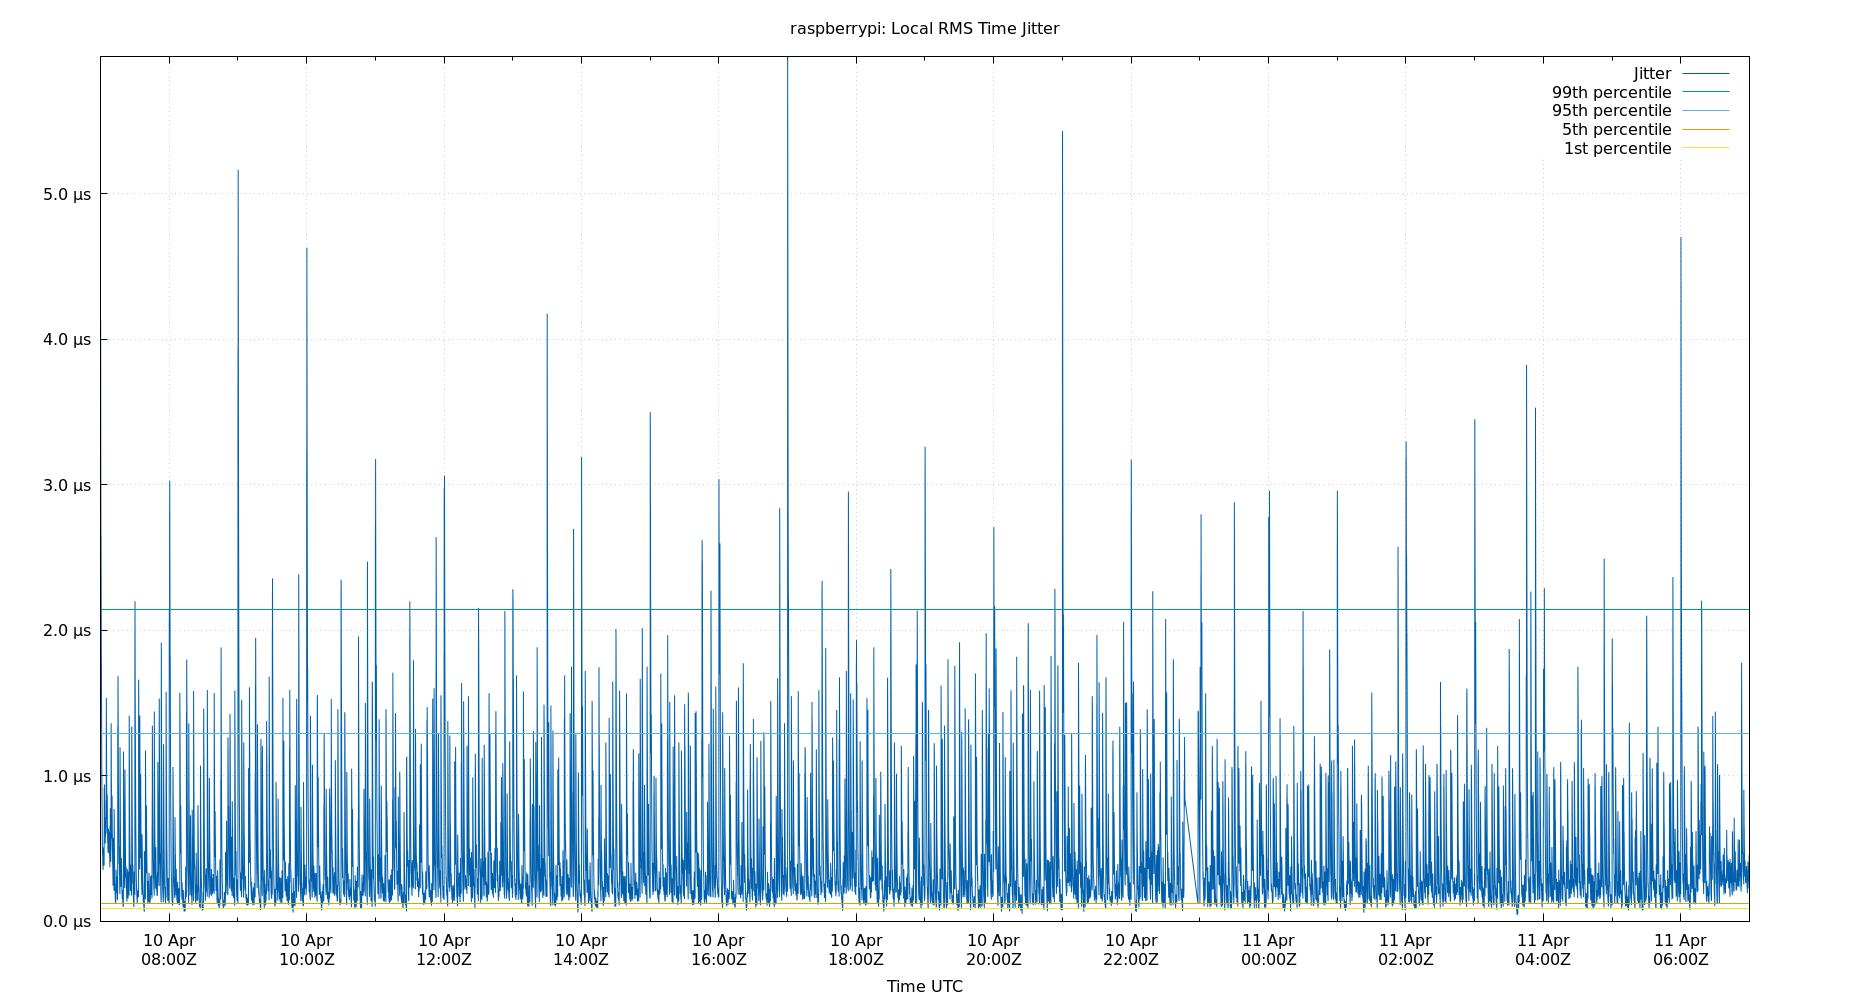 raspberrypi: Local RMS Time Jitter
Jitter
99th percentile
95th percentile
5th percentile
1st percentile
5.0 µs
4.0 µs
3.0 µs
2.0 µs
1.0 µs
0.0 µs
10 Apr 10 Apr 10 Apr 10 Apr 10 Apr 10 Apr 10 Apr 10 Apr 11 Apr 11 Apr 11 Apr 11 Apr
08:00Z 10:00Z 12:00Z 14:00Z 16:00Z 18:00Z 20:00Z 22:00Z 00:00Z 02:00Z 04:00Z 06:00Z
Time UTC